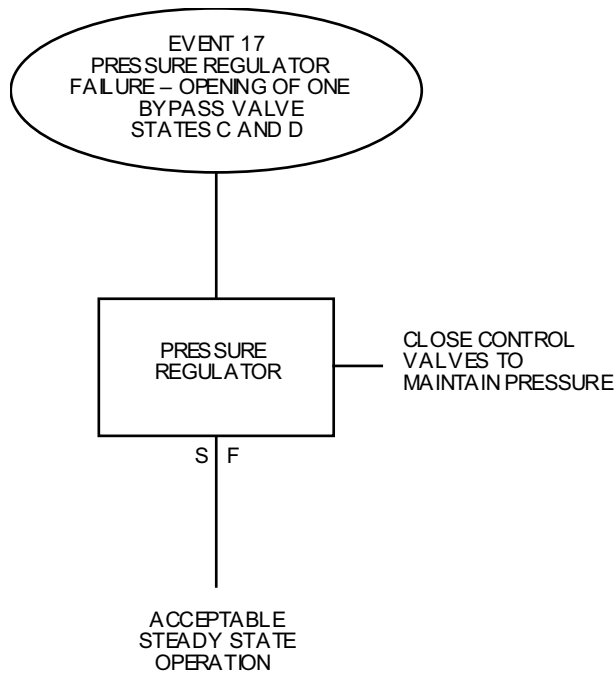 EVENT 17
PRESSURE REGULATOR
FAILURE – OPENING OF ONE
BYPASS VALVE
STATES C AND D
PRESSURE
REGULATOR
CLOSE CONTROL
VALVES TO
MAINTAIN PRESSURE
S F
ACCEPTABLE
STEADY STATE
OPERATION